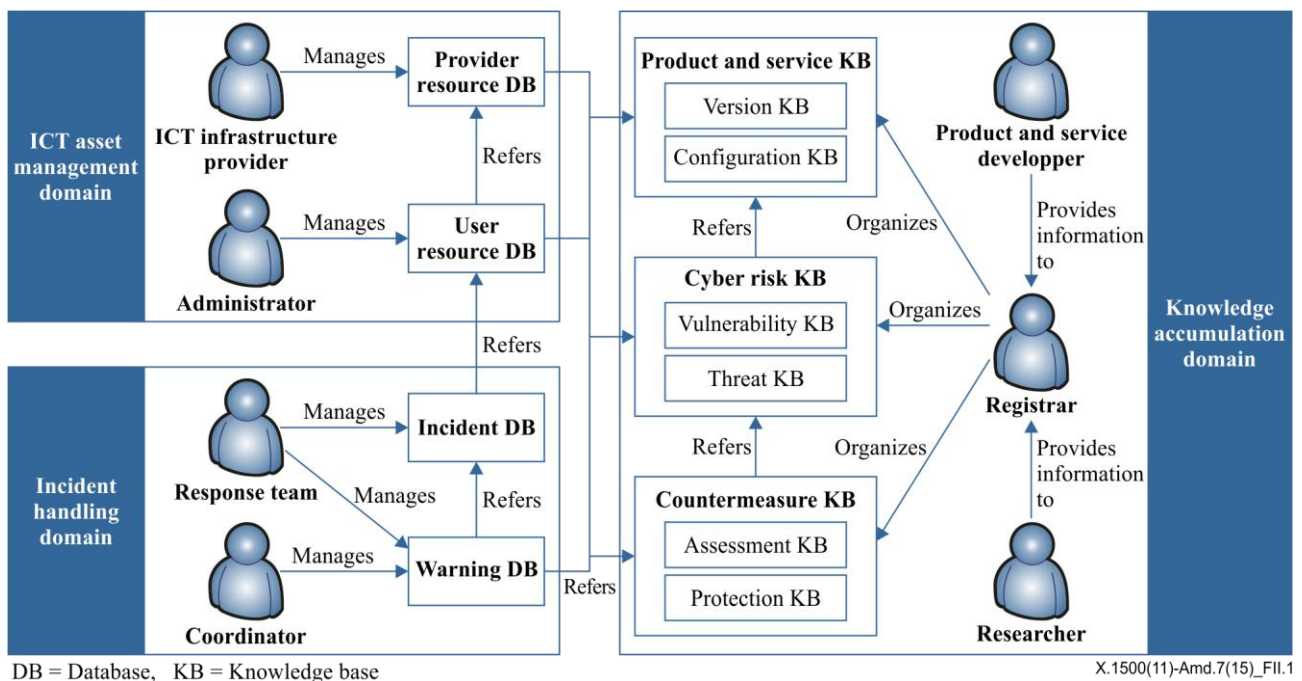 ICT asset
management
domain
Manages
Provider
resource DB
ICT infrastructure
provider
Refers
Manages
User
resource DB
Administrator
Refers
Incident
handling
domain
Manages
Incident DB
Response team
Manages
Refers
Manages
Warning DB
Coordinator
Refers
Product and service KB
Version KB
Configuration KB
Refers
Cyber risk KB
Vulnerability KB
Threat KB
Refers
Countermeasure KB
Assessment KB
Protection KB
Product and service
developper
Provides
information
to
Organizes
Organizes
Registrar
Organizes
Provides
information
to
Researcher
Knowledge
accumulation
domain
DB = Database, KB = Knowledge base
X.1500(11)-Amd.7(15)_FII.1